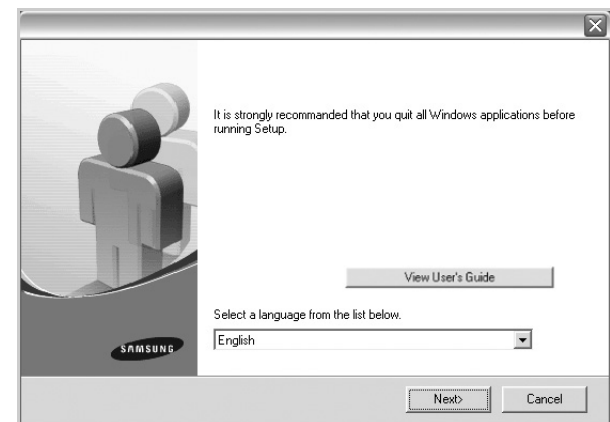 It is strongly recommanded that you quit all Windows applications before
running Setup.
View User's Guide
Select a language from the list below.
SAMSUNG
English
Next>
Cancel